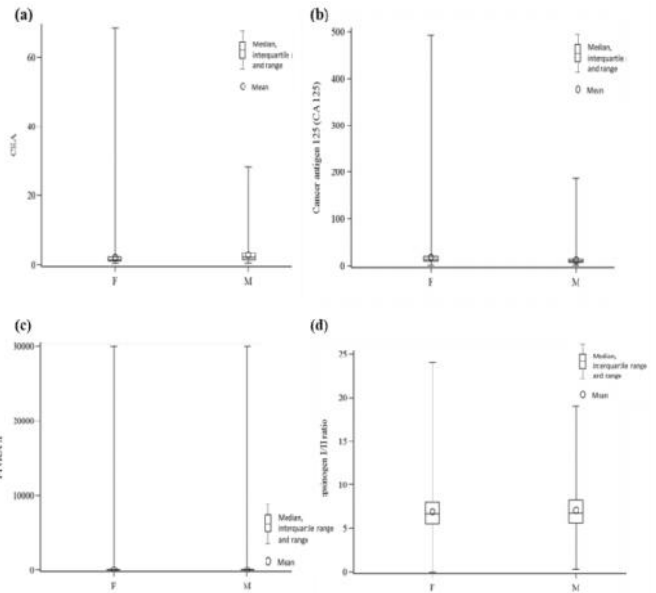 (a)
60
40
20
0
CEA
Median,
interquartile
and range
Mean
F
M
(b)
500
400
300
200
100
0
Cancer antigen 125 (CA 125)
Median,
interquartile
and range
Mean
F
M
(c)
30000
20000
10000
0
Median,
interquartile range
and range
Mean
F
M
(d)
25
20
15
10
5
0
I/II ratio
Median,
interquartile range
and range
Mean
F
M